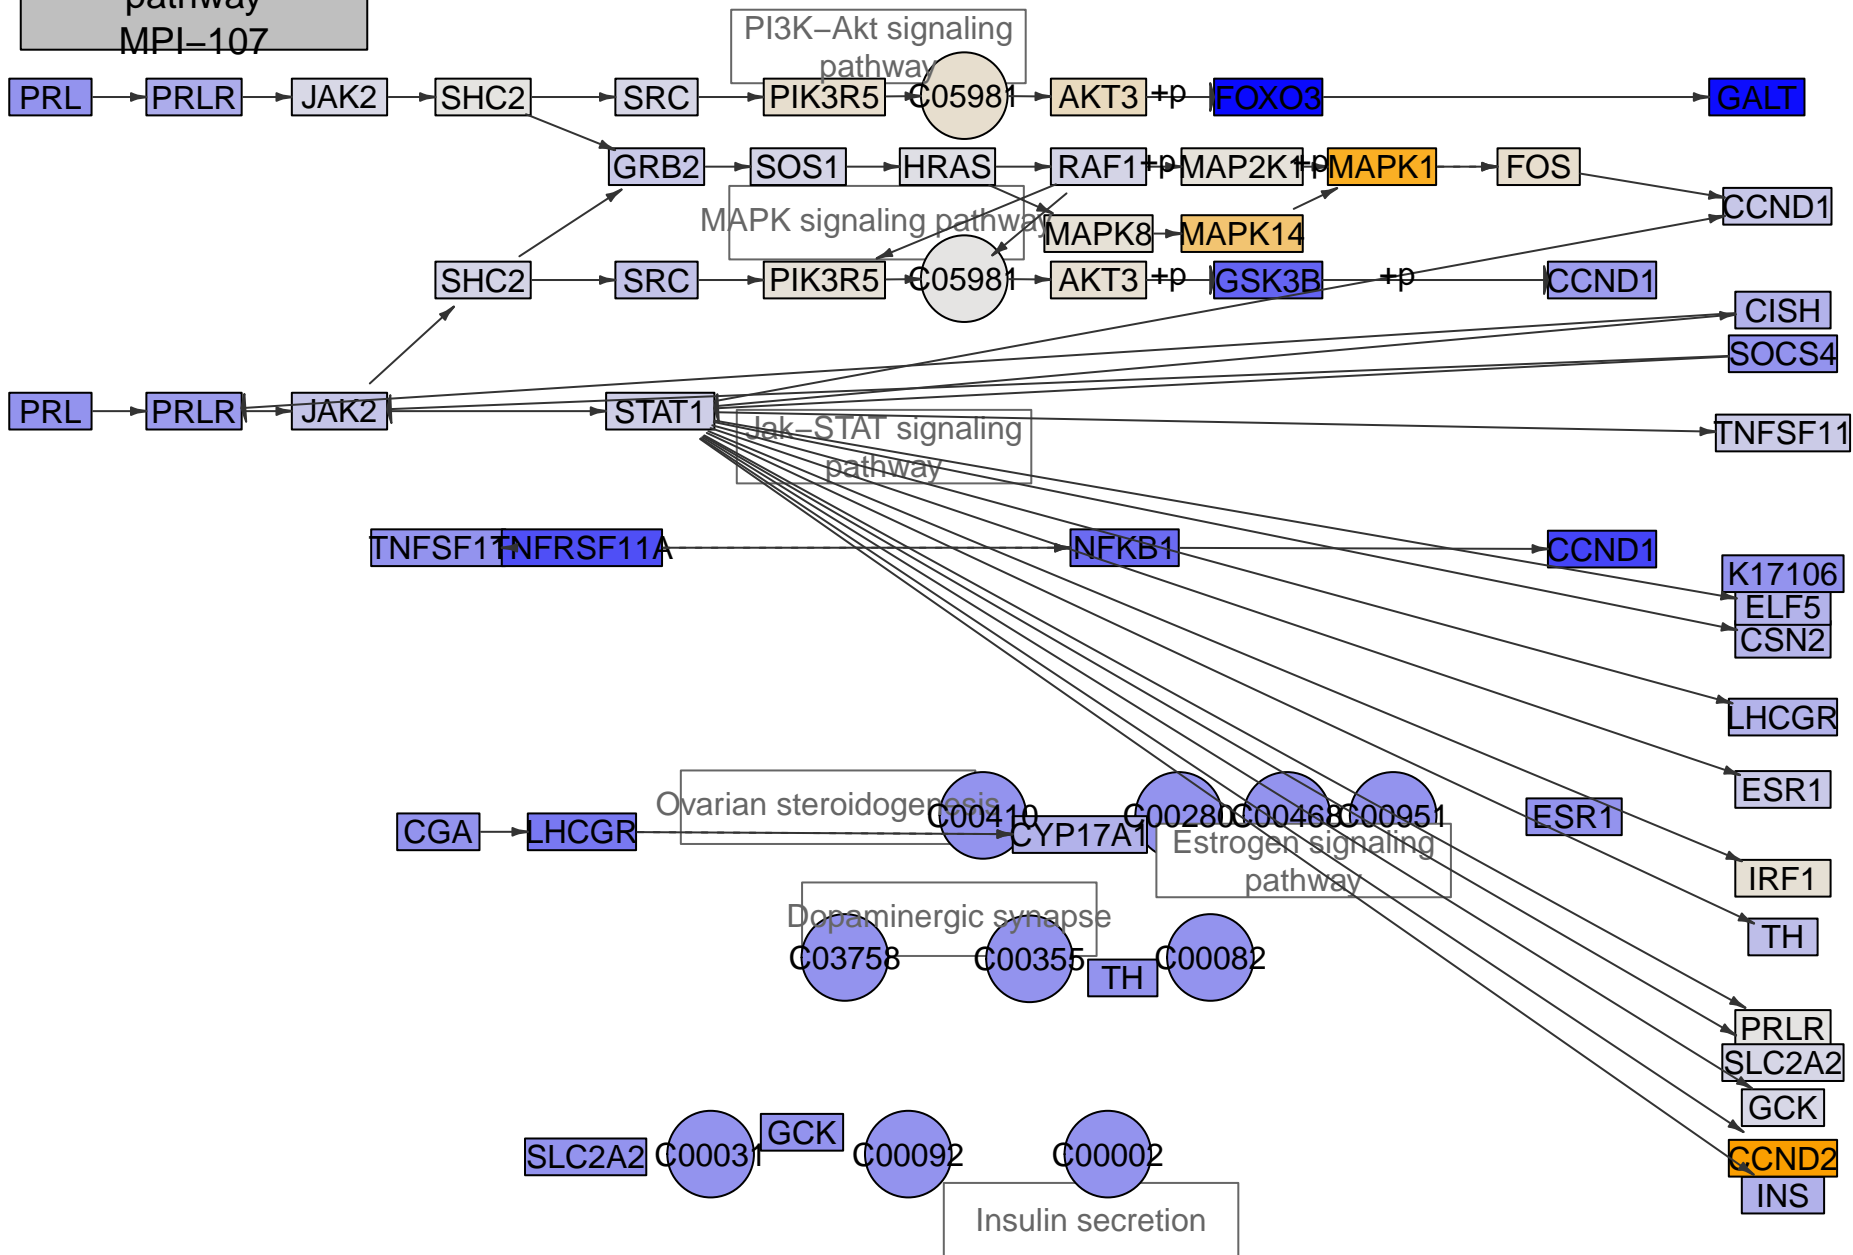 pathway
MPI−107
PI3K−Akt signaling
pathway
PRL
PRLR
JAK2
SHC2
SRC
PIK3R5
C05981
AKT3
+p
FOXO3
GALT
GRB2
SOS1
HRAS
RAF1
+p
MAP2K1
+p
MAPK1
FOS
CCND1
MAPK signaling pathway
MAPK8
MAPK14
SHC2
SRC
PIK3R5
C05981
AKT3
+p
GSK3B
+p
CCND1
CISH
SOCS4
PRL
PRLR
JAK2
STAT1
Jak−STAT signaling
pathway
TNFSF11
TNFSF11
TNFRSF11A
NFKB1
CCND1
K17106
ELF5
CSN2
LHCGR
ESR1
Ovarian steroidogenesis
C00410
C00280
C00468
C00951
ESR1
CGA
LHCGR
CYP17A1
Estrogen signaling
pathway
IRF1
Dopaminergic synapse
TH
C03758
C00355
TH
C00082
PRLR
SLC2A2
GCK
SLC2A2
C00031
GCK
C00092
C00002
CCND2
INS
Insulin secretion